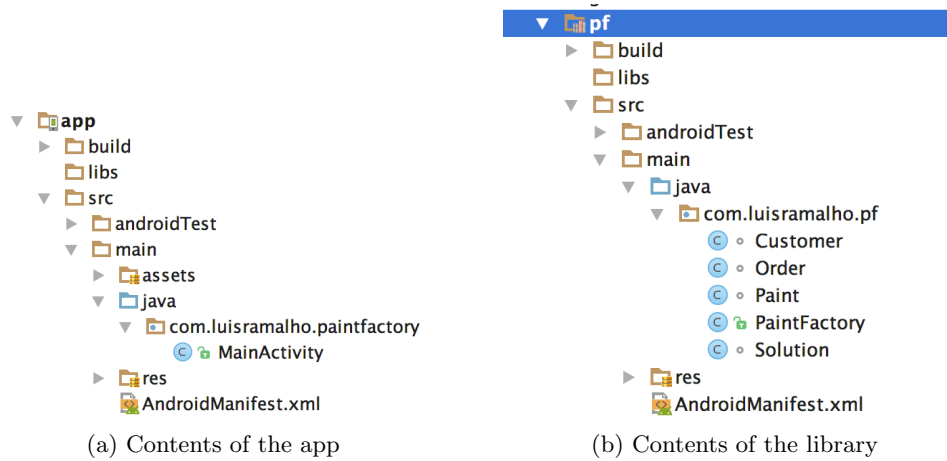 app
build
libs
src
androidTest
main
assets
java
com.luisramalho.paintfactory
C MainActivity
res
AndroidManifest.xml
(a) Contents of the app
pf
build
libs
src
androidTest
main
java
com.luisramalho.pf
C Customer
C Order
C Paint
C PaintFactory
C Solution
res
AndroidManifest.xml
(b) Contents of the library